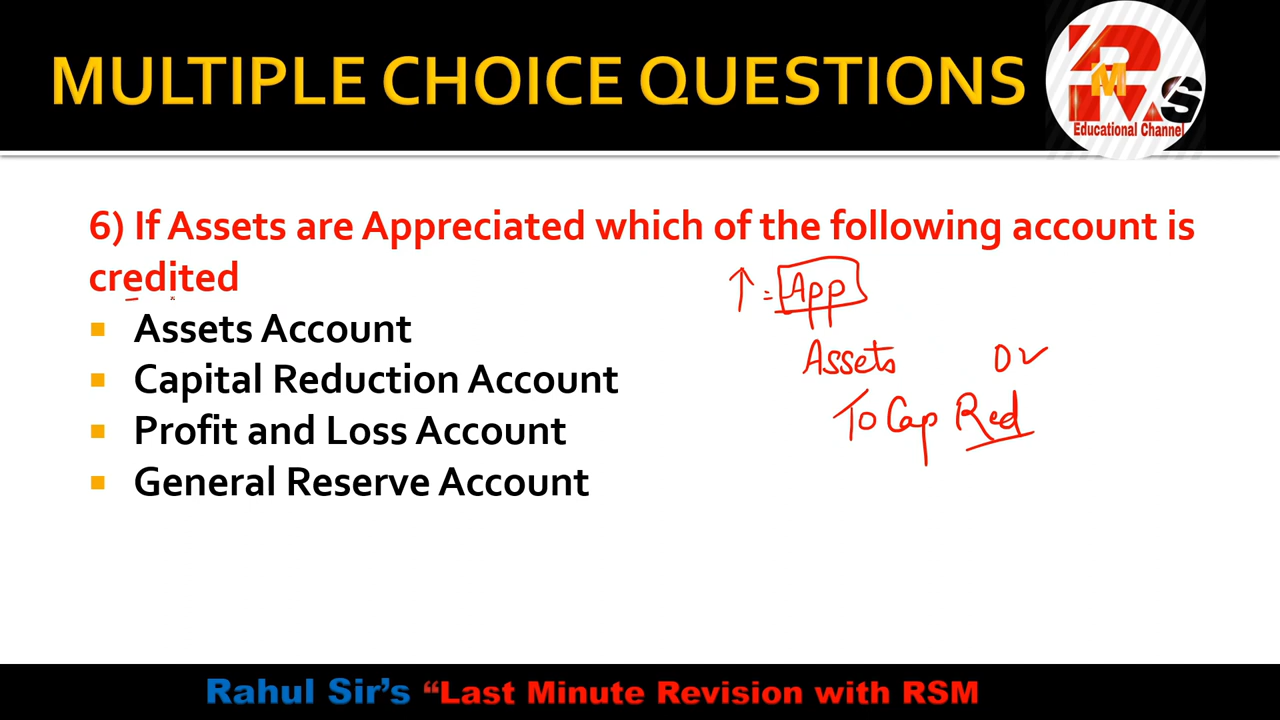 MULTIPLE CHOICE QUESTIONS
R M S
Educational Channel
6) If Assets are Appreciated which of the following account is
credited
↑ = App
Assets Account
Assets Dr
Capital Reduction Account
To Cap Red
Profit and Loss Account
General Reserve Account
Rahul Sir's “Last Minute Revision with RSM